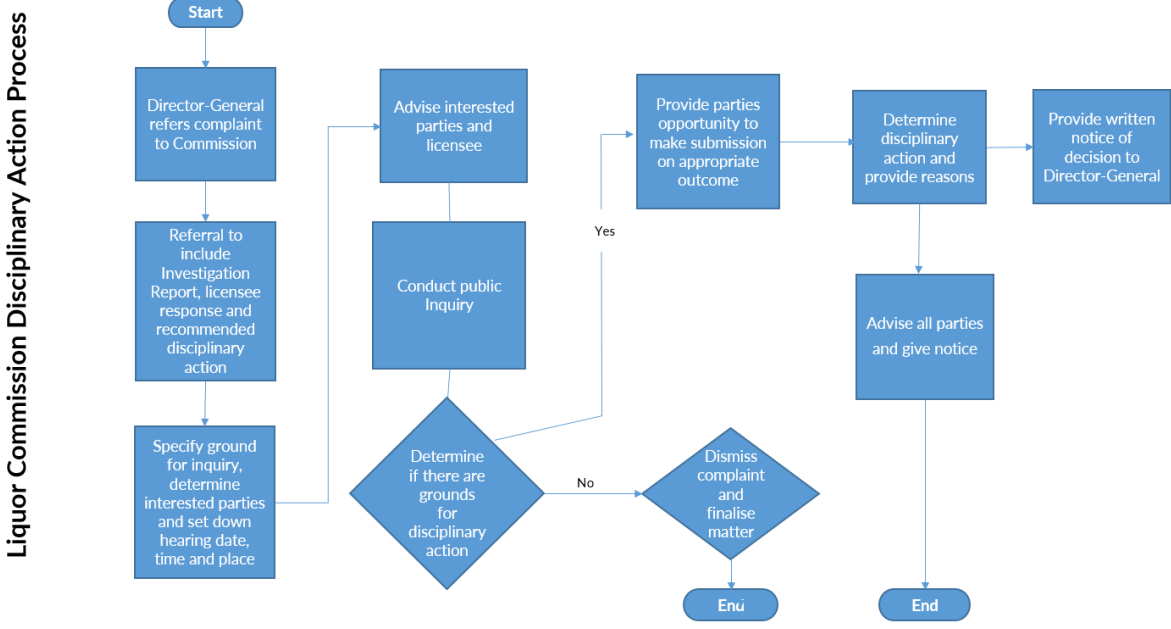 Liquor Commission Disciplinary Action Process
Start
Director-General
refers complaint
to Commission
Referral to
include
Investigation
Report, licensee
response and
recommended
disciplinary
action
Specify ground
for inquiry,
determine
interested parties
and set down
hearing date,
time and place
Advise interested
parties and
licensee
Conduct public
Inquiry
Determine
if there are
grounds
for
disciplinary
action
Yes
No
Dismiss
complaint
and
finalise
matter
End
Provide parties
opportunity to
make submission
on appropriate
outcome
Determine
disciplinary
action and
provide reasons
Provide written
notice of
decision to
Director-General
Advise all parties
and give notice
End